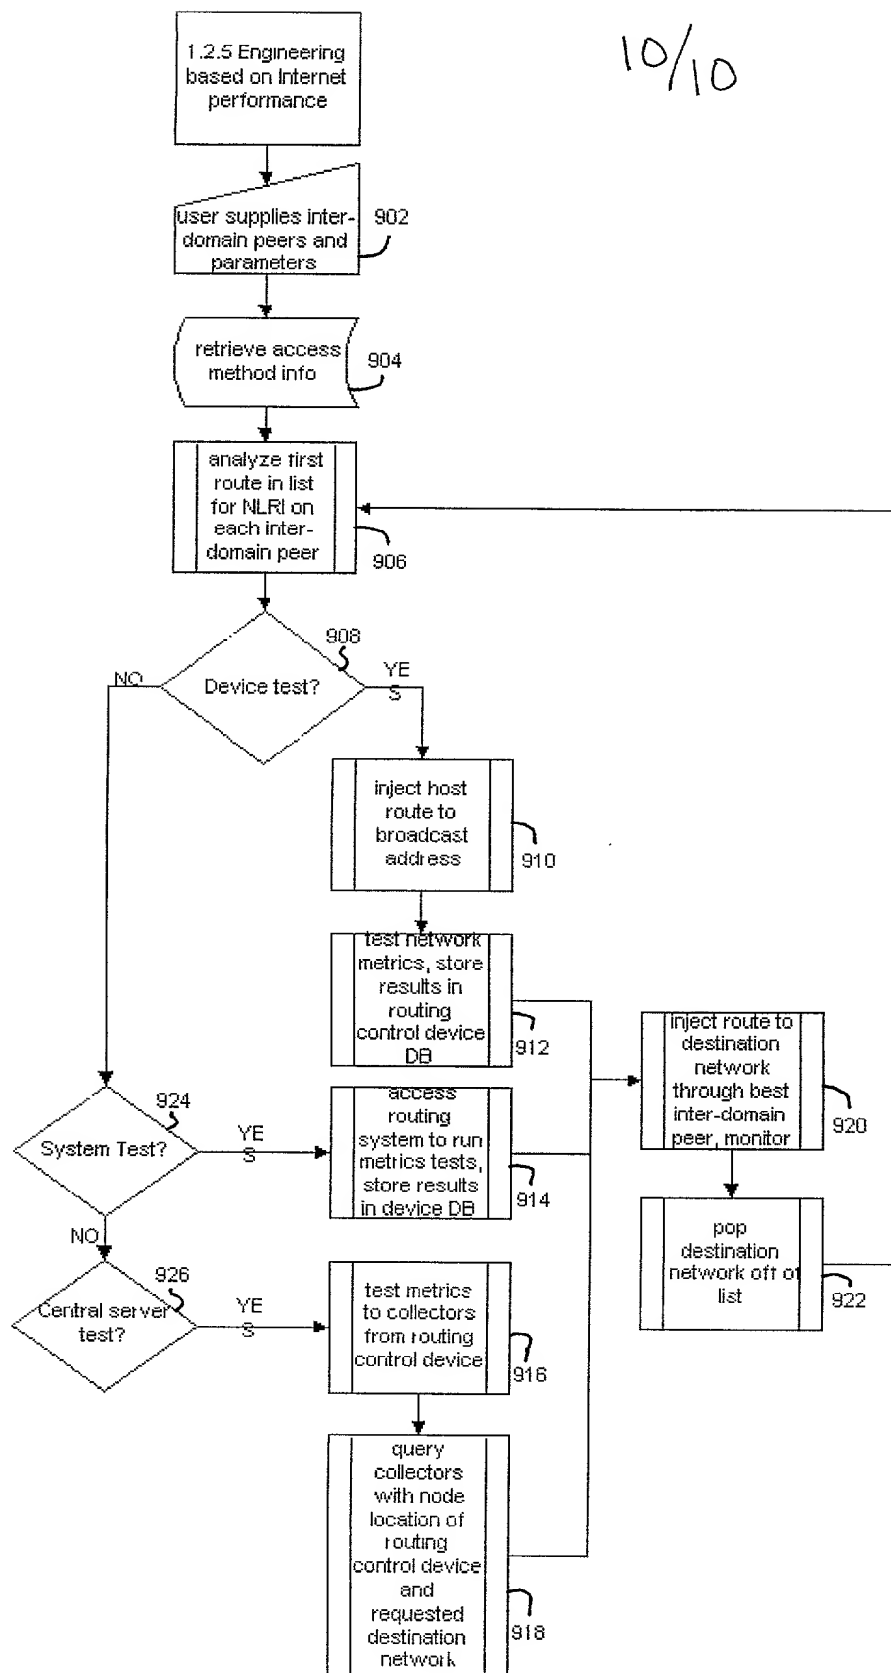 10/10
1.2.5 Engineering
based on Internet
performance
user supplies inter-
domain peers and
parameters
902
retrieve access
method info
904
analyze first
route in list
for NLRI on
each inter-
domain peer
906
908
Device test?
NO
YE
S
inject host
route to
broadcast
address
910
test network
metrics, store
results in
routing
control device
DB
912
924
System Test?
YE
S
NO
access
routing
system to run
metrics tests,
store results
in device DB
914
inject route to
destination
network
through best
inter-domain
peer, monitor
920
pop
destination
network off of
list
922
926
Central server
test?
YE
S
test metrics
to collectors
from routing
control device
916
query
collectors
with node
location of
routing
control device
and
requested
destination
network
918